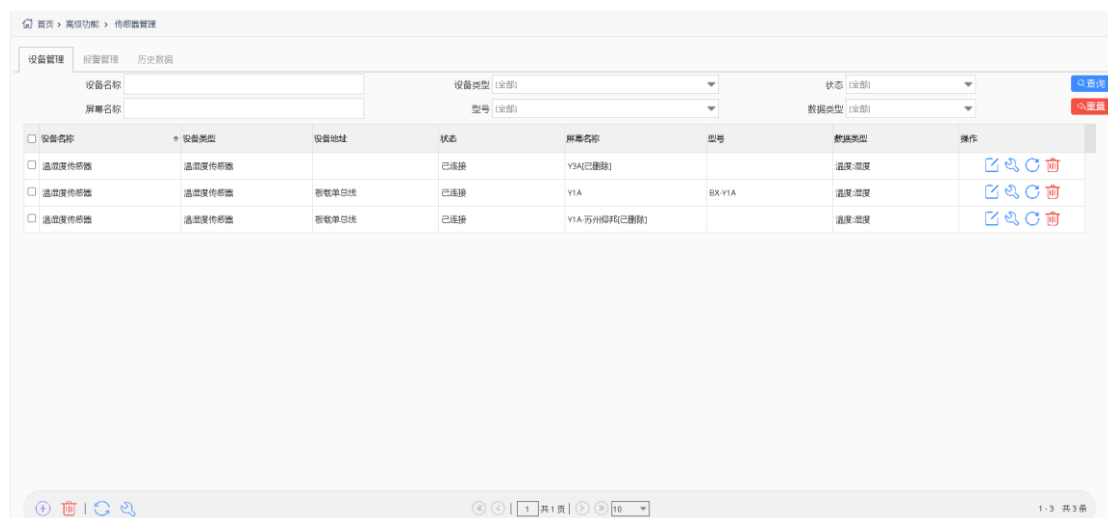 首页 › 高级功能 › 传感器管理
设备管理 报警管理 历史数据
设备名称 设备类型 (全部) 状态 (全部) 查询
屏幕名称 型号 (全部) 数据类型 (全部) 重置
设备名称 设备类型 设备地址 状态 屏幕名称 型号 数据类型 操作
温湿度传感器 温湿度传感器 已连接 Y3A[已删除] 温度:湿度
温湿度传感器 温湿度传感器 板载单总线 已连接 Y1A BX-Y1A 温度:湿度
温湿度传感器 温湿度传感器 板载单总线 已连接 Y1A-苏州仰邦[已删除] 温度:湿度
1 共1页 10 1-3 共3条